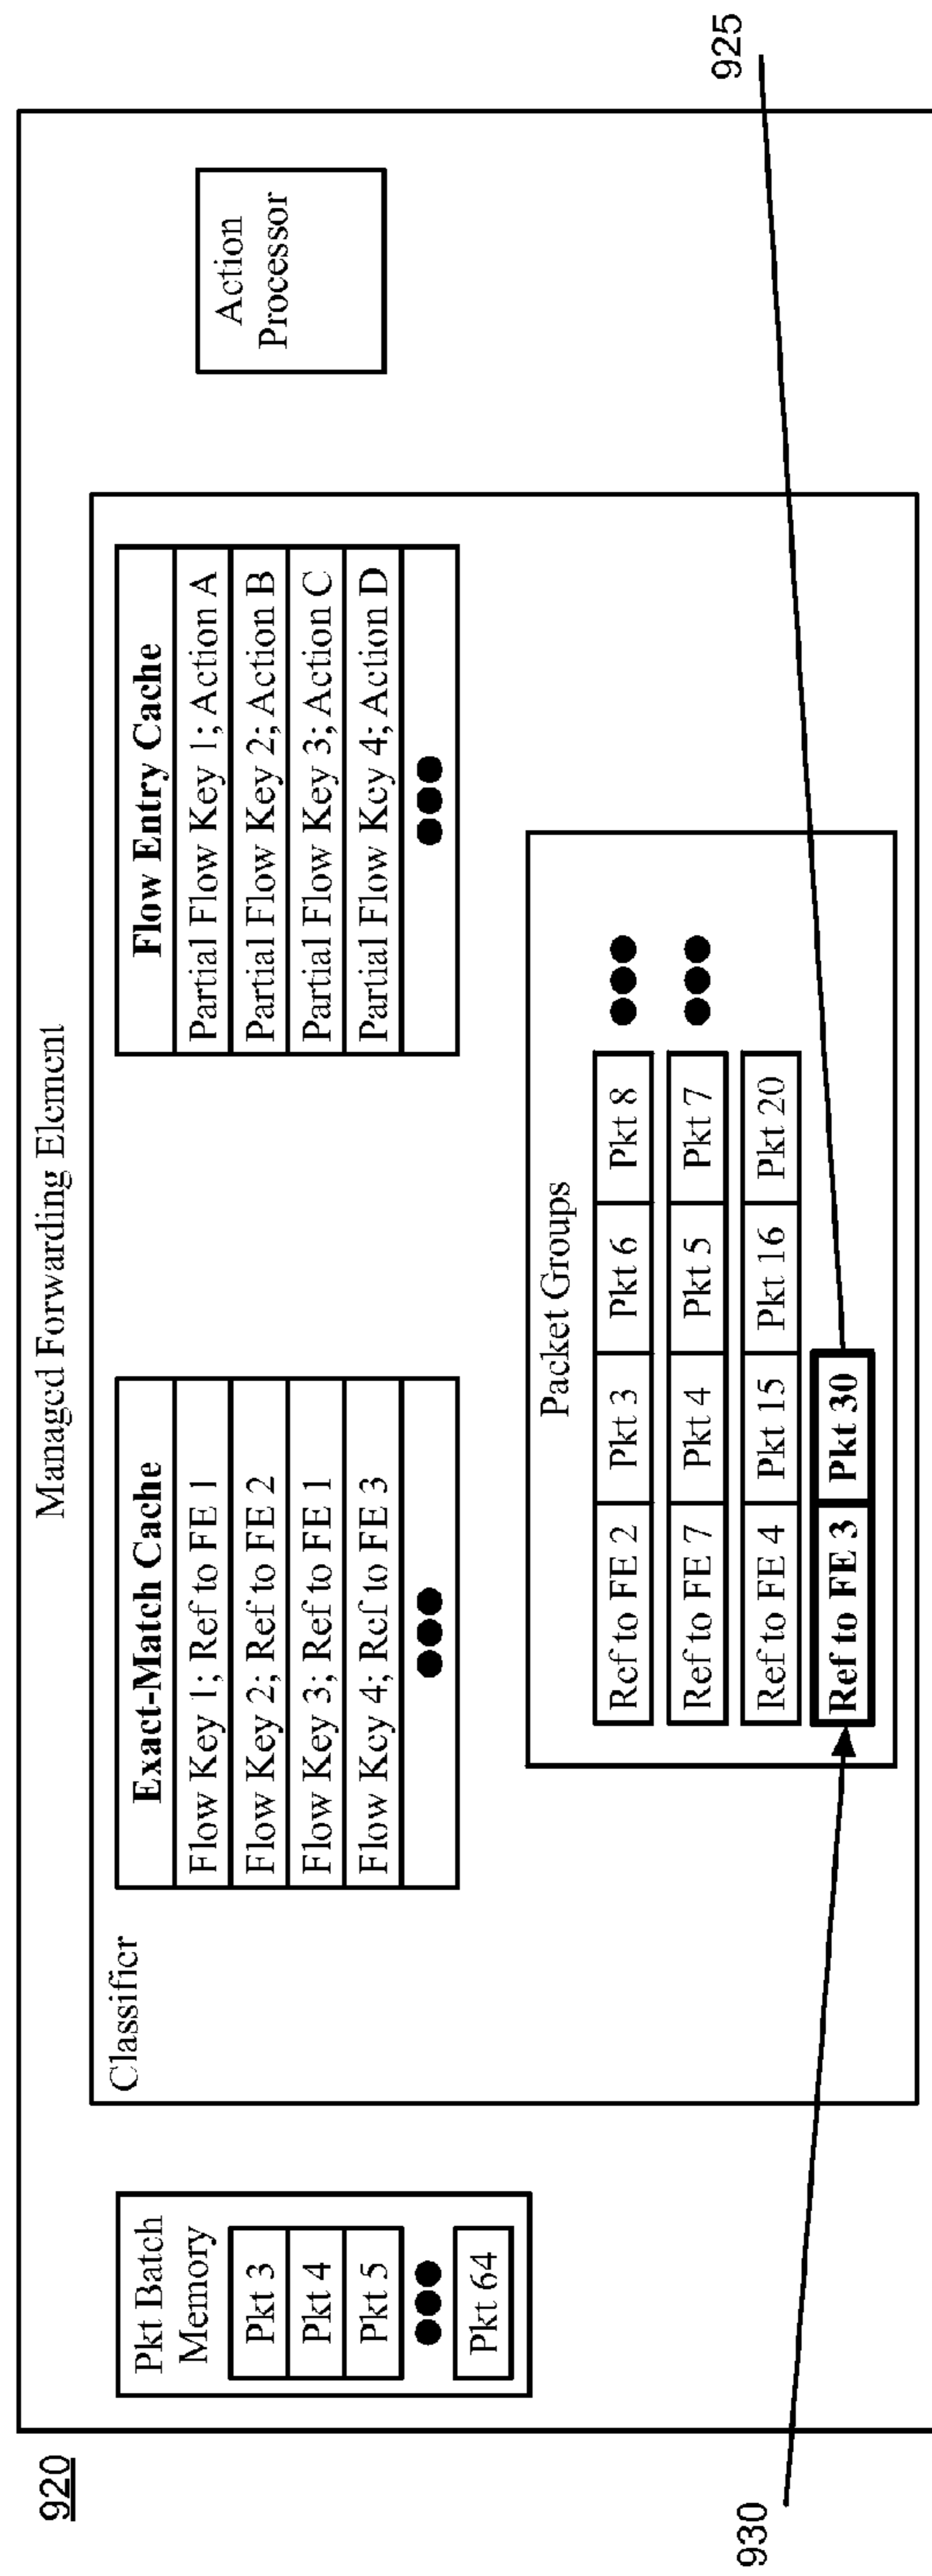 920
Managed Forwarding Element
Pkt Batch
Memory
Pkt 3
Pkt 4
Pkt 5
Pkt 64
Classifier
Exact-Match Cache
Flow Key 1; Ref to FE 1
Flow Key 2; Ref to FE 2
Flow Key 3; Ref to FE 1
Flow Key 4; Ref to FE 3
Flow Entry Cache
Partial Flow Key 1; Action A
Partial Flow Key 2; Action B
Partial Flow Key 3; Action C
Partial Flow Key 4; Action D
Packet Groups
Ref to FE 2 Pkt 3 Pkt 6 Pkt 8
Ref to FE 7 Pkt 4 Pkt 5 Pkt 7
Ref to FE 4 Pkt 15 Pkt 16 Pkt 20
Ref to FE 3 Pkt 30
Action
Processor
930
925